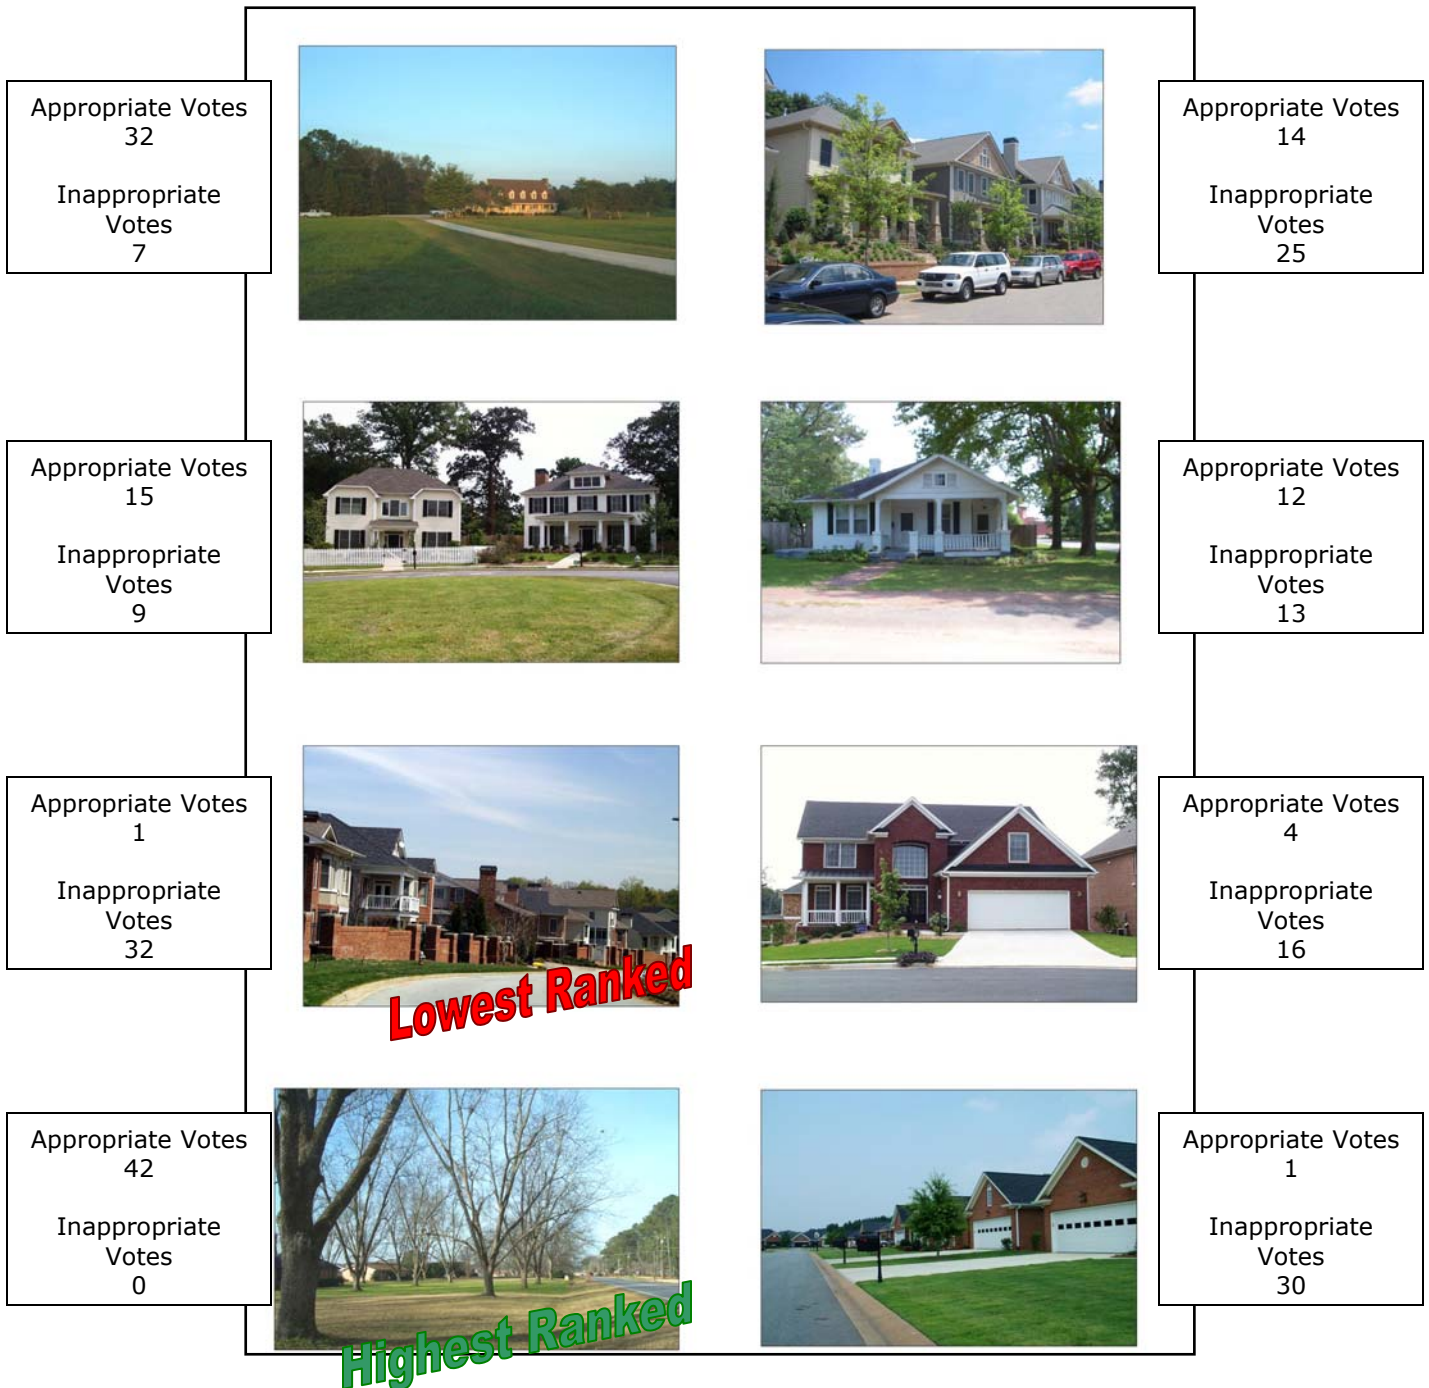 Appropriate Votes
32
Inappropriate
Votes
7
Appropriate Votes
14
Inappropriate
Votes
25
Appropriate Votes
15
Inappropriate
Votes
9
Appropriate Votes
12
Inappropriate
Votes
13
Appropriate Votes
1
Inappropriate
Votes
32
Lowest Ranked
Appropriate Votes
4
Inappropriate
Votes
16
Appropriate Votes
42
Inappropriate
Votes
0
Highest Ranked
Appropriate Votes
1
Inappropriate
Votes
30